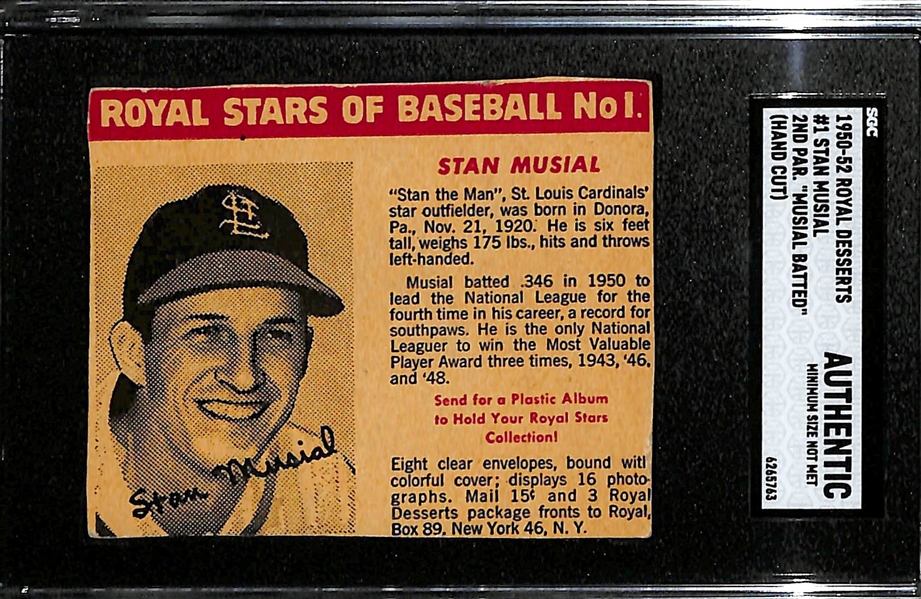 ROYAL STARS OF BASEBALL No 1.
STAN MUSIAL
"Stan the Man", St. Louis Cardinals'
star outfielder, was born in Donora,
Pa., Nov. 21, 1920. He is six feet
tall, weighs 175 lbs., hits and throws
left-handed.
Musial batted .346 in 1950 to
lead the National League for the
fourth time in his career, a record for
southpaws. He is the only National
Leaguer to win the Most Valuable
Player Award three times, 1943, '46,
and '48.
Send for a Plastic Album
to Hold Your Royal Stars
Collection!
Eight clear envelopes, bound witl
colorful cover; displays 16 photo-
graphs. Mail 15¢ and 3 Royal
Desserts package fronts to Royal,
Box 89, New York 46, N. Y.
StL
Stan Musial
SGC
1950-52 ROYAL DESSERTS
#1 STAN MUSIAL
2ND PAR. "MUSIAL BATTED"
(HAND CUT)
AUTHENTIC
MINIMUM SIZE NOT MET
6265763